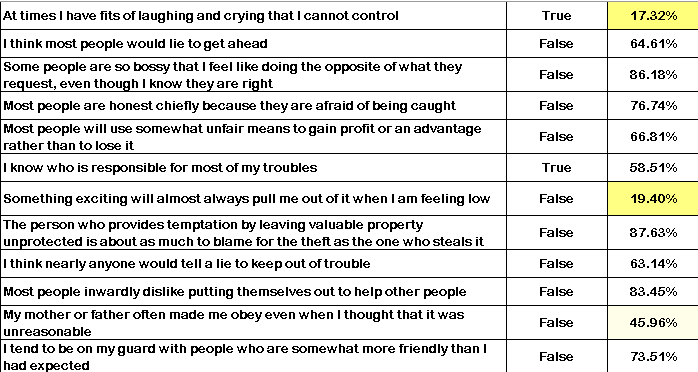 At times I have fits of laughing and crying that I cannot control True 17.32%
I think most people would lie to get ahead False 64.61%
Some people are so bossy that I feel like doing the opposite of what they
request, even though I know they are right False 86.18%
Most people are honest chiefly because they are afraid of being caught False 76.74%
Most people will use somewhat unfair means to gain profit or an advantage
rather than to lose it False 66.81%
I know who is responsible for most of my troubles True 58.51%
Something exciting will almost always pull me out of it when I am feeling low False 19.40%
The person who provides temptation by leaving valuable property
unprotected is about as much to blame for the theft as the one who steals it False 87.63%
I think nearly anyone would tell a lie to keep out of trouble False 63.14%
Most people inwardly dislike putting themselves out to help other people False 83.45%
My mother or father often made me obey even when I thought that it was
unreasonable False 45.96%
I tend to be on my guard with people who are somewhat more friendly than I
had expected False 73.51%